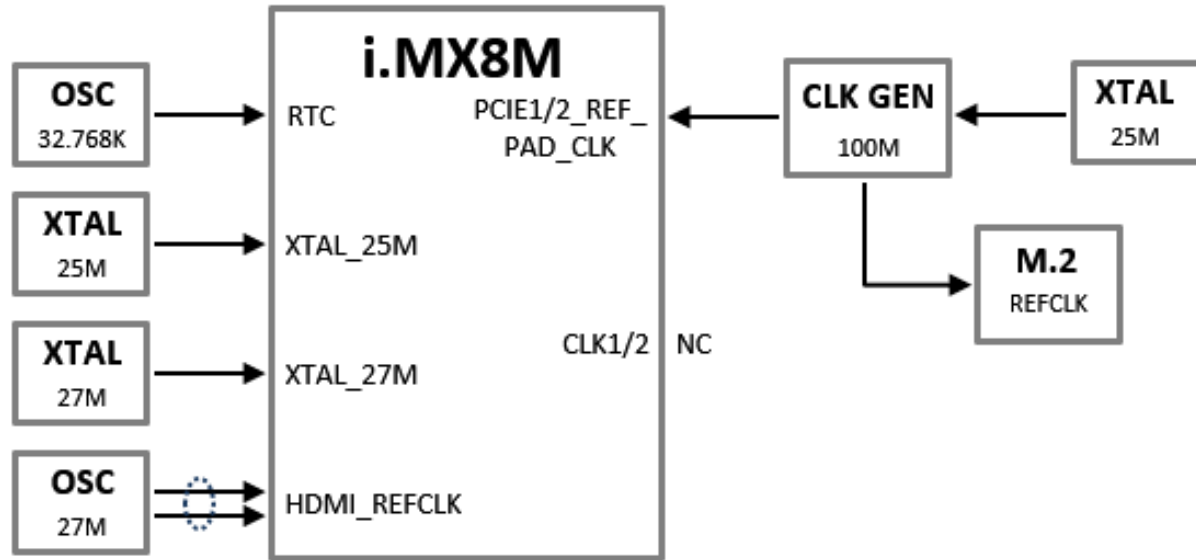 i.MX8M
OSC
32.768K
RTC
PCIE1/2_REF_
PAD_CLK
CLK GEN
100M
XTAL
25M
XTAL
25M
XTAL_25M
M.2
REFCLK
XTAL
27M
XTAL_27M
CLK1/2
NC
OSC
27M
HDMI_REFCLK